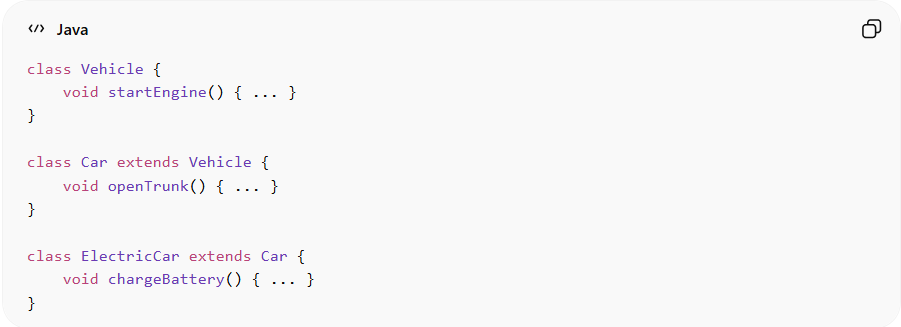 </> Java
class Vehicle {
    void startEngine() { ... }
}
class Car extends Vehicle {
    void openTrunk() { ... }
}
class ElectricCar extends Car {
    void chargeBattery() { ... }
}